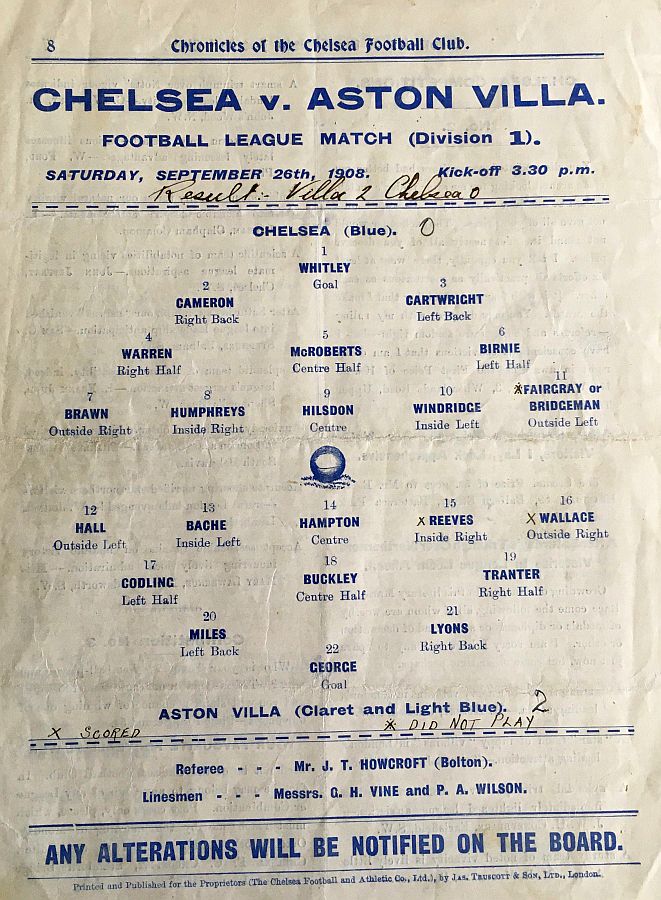 8 Chronicles of the Chelsea Football Club.
CHELSEA v. ASTON VILLA.
FOOTBALL LEAGUE MATCH (Division 1).
SATURDAY, SEPTEMBER 26th, 1908. Kick-off 3.30 p.m.
Result:- Villa 2 Chelsea 0
CHELSEA (Blue). 0
1
WHITLEY
Goal
2 3
CAMERON CARTWRIGHT
Right Back Left Back
4 5 6
WARREN McROBERTS BIRNIE
Right Half Centre Half Left Half
7 8 9 10 11
BRAWN HUMPHREYS HILSDON WINDRIDGE *FAIRGRAY or BRIDGEMAN
Outside Right Inside Right Centre Inside Left Outside Left
12 13 14 15 16
HALL BACHE HAMPTON X REEVES X WALLACE
Outside Left Inside Left Centre Inside Right Outside Right
17 18 19
CODLING BUCKLEY TRANTER
Left Half Centre Half Right Half
20 21
MILES LYONS
Left Back Right Back
22
GEORGE
Goal
ASTON VILLA (Claret and Light Blue). 2
X SCORED * DID NOT PLAY
Referee - - - Mr. J. T. HOWCROFT (Bolton).
Linesmen - - - Messrs. G. H. VINE and P. A. WILSON.
ANY ALTERATIONS WILL BE NOTIFIED ON THE BOARD.
Printed and Published for the Proprietors (The Chelsea Football and Athletic Co., Ltd.), by JAS. TRUSCOTT & SON, LTD., London.